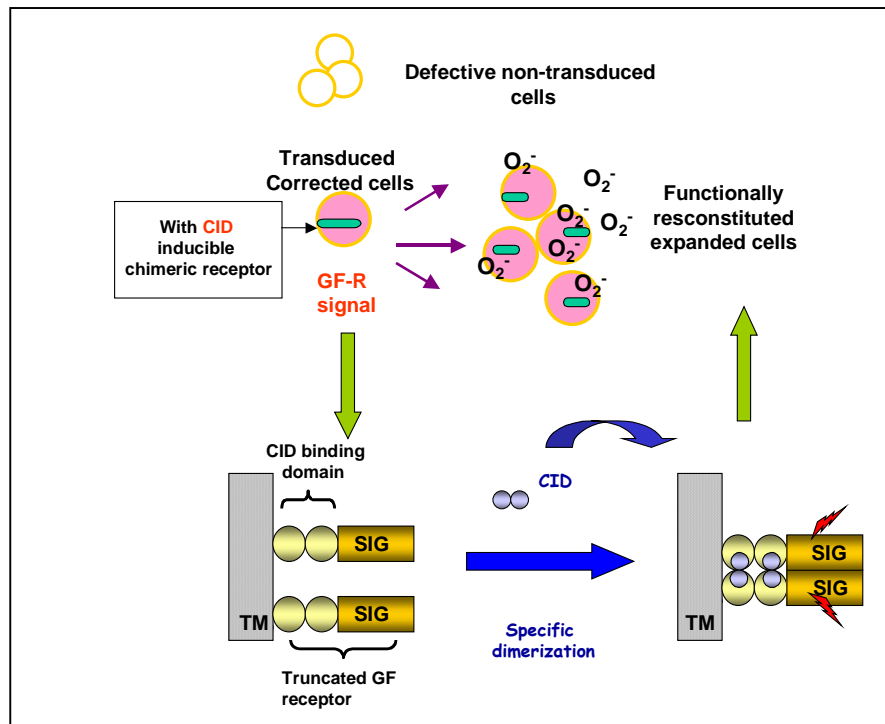 Defective non-transduced
cells
Transduced
Corrected cells
With CID
inducible
chimeric receptor
GF-R
signal
O2-
O2-
O2-
O2-
O2-
O2-
O2-
Functionally
resconstituted
expanded cells
CID binding
domain
SIG
SIG
TM
Truncated GF
receptor
CID
Specific
dimerization
SIG
SIG
TM